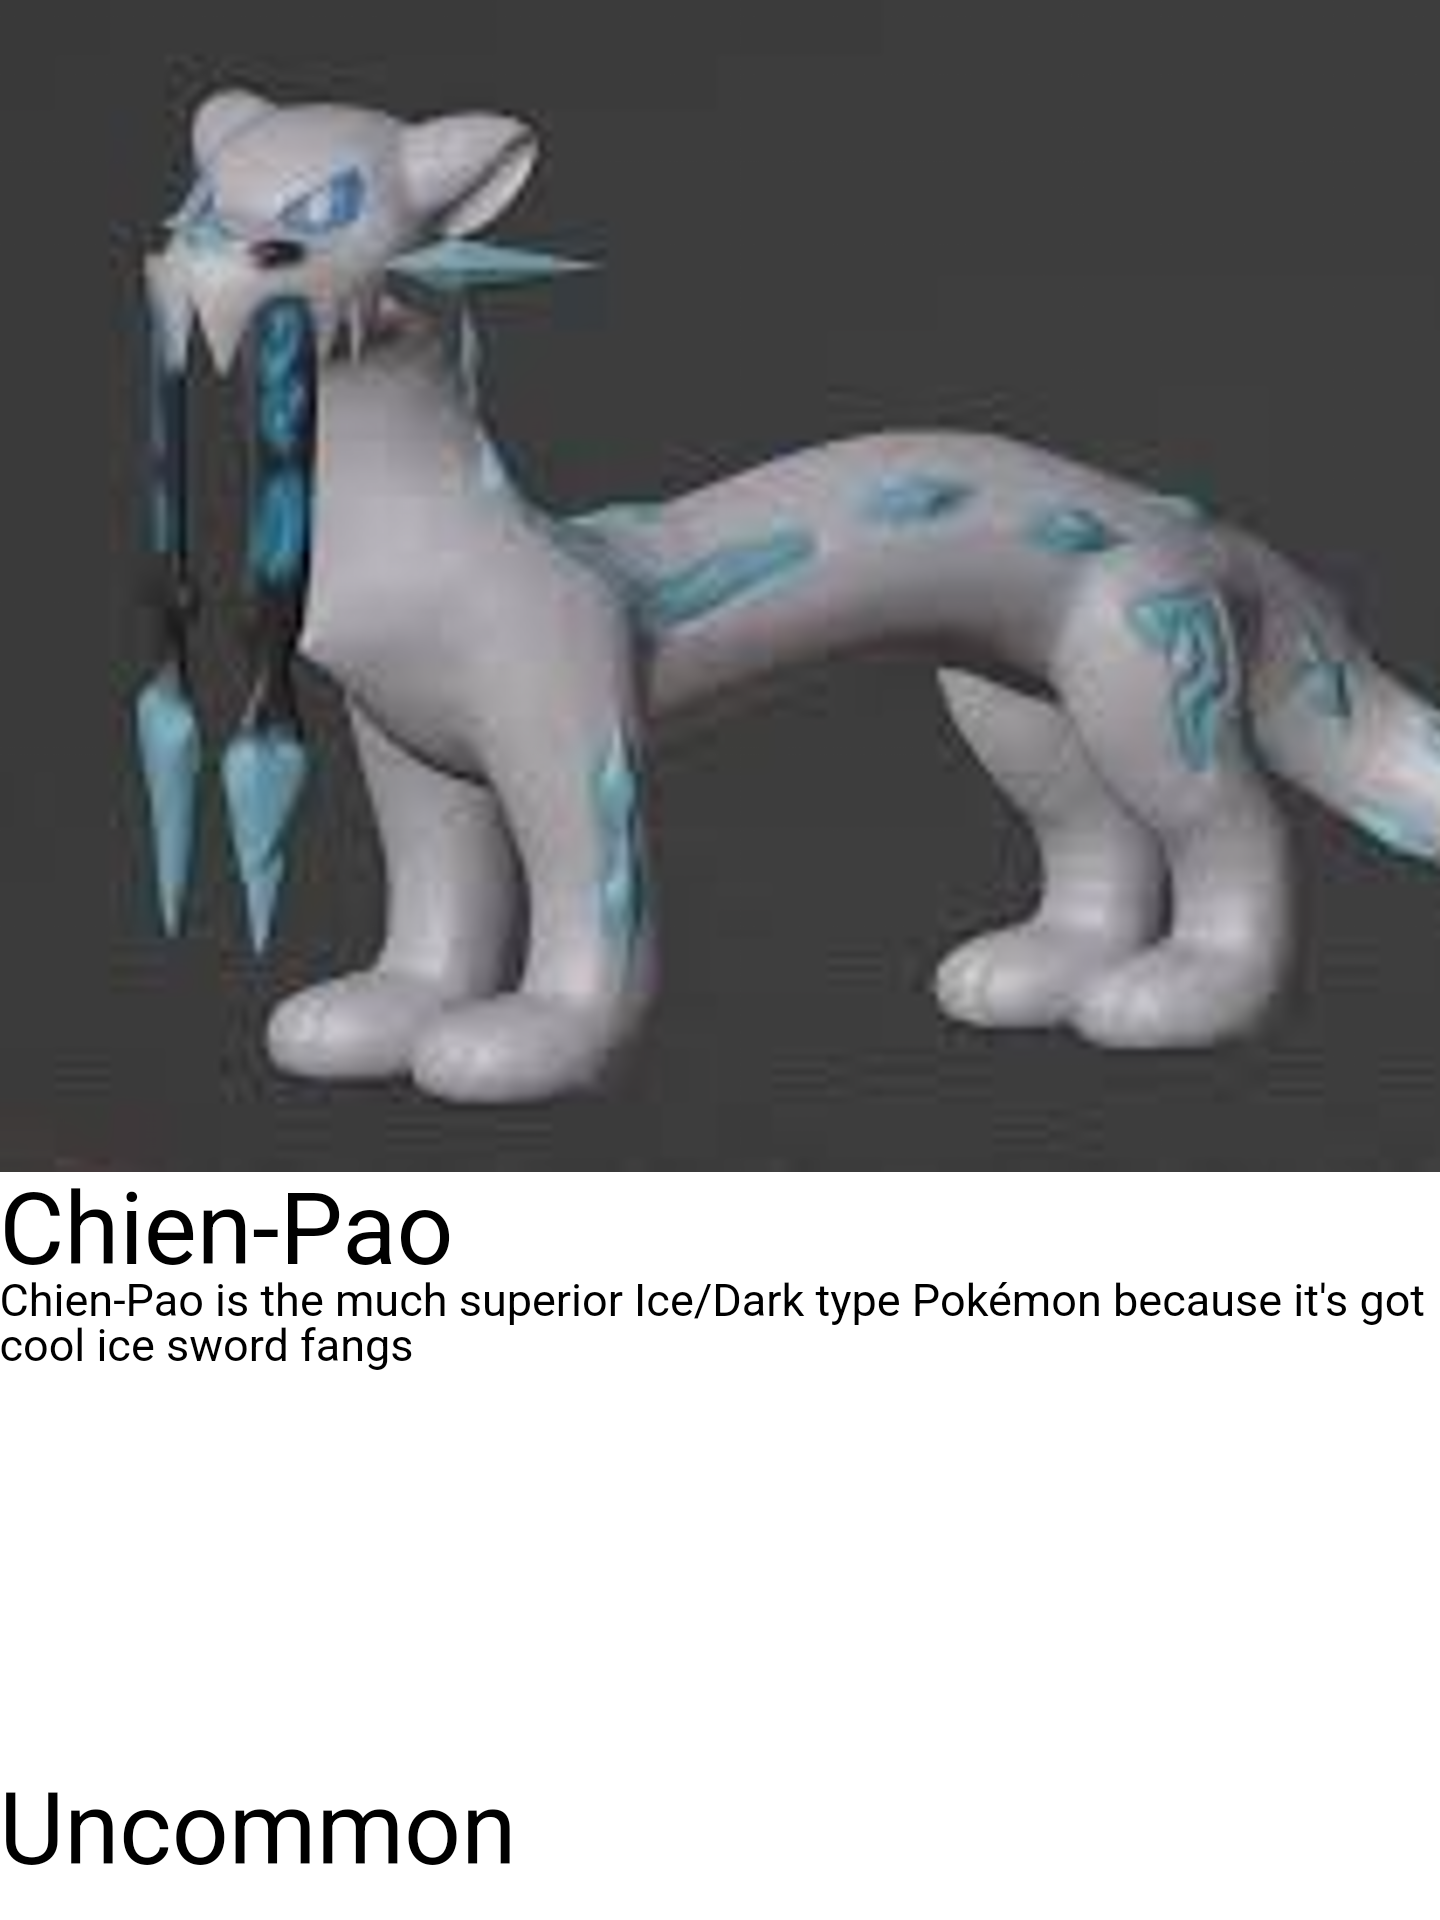 Chien-Pao
Chien-Pao is the much superior Ice/Dark type Pokémon because it's got
cool ice sword fangs
Uncommon